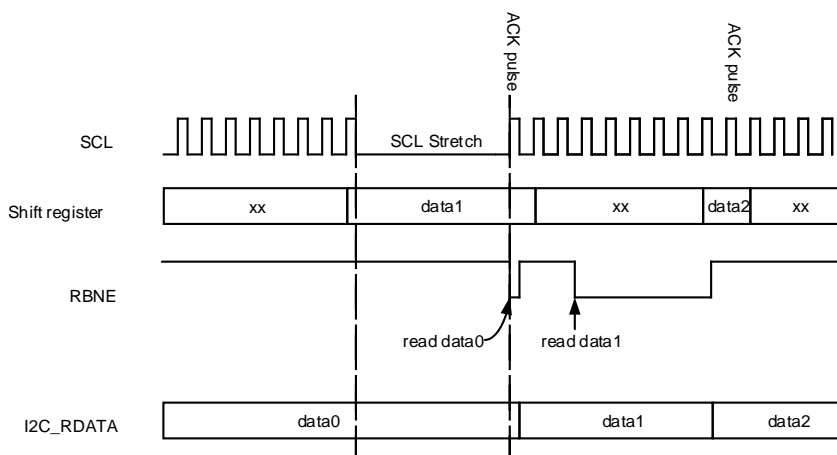 ACK pulse
ACK pulse
SCL
SCL Stretch
Shift register
xx
data1
xx
data2
xx
RBNE
read data0
read data1
I2C_RDATA
data0
data1
data2